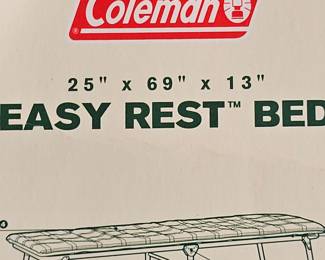 Coleman®
25" x 69" x 13"
EASY REST™ BED